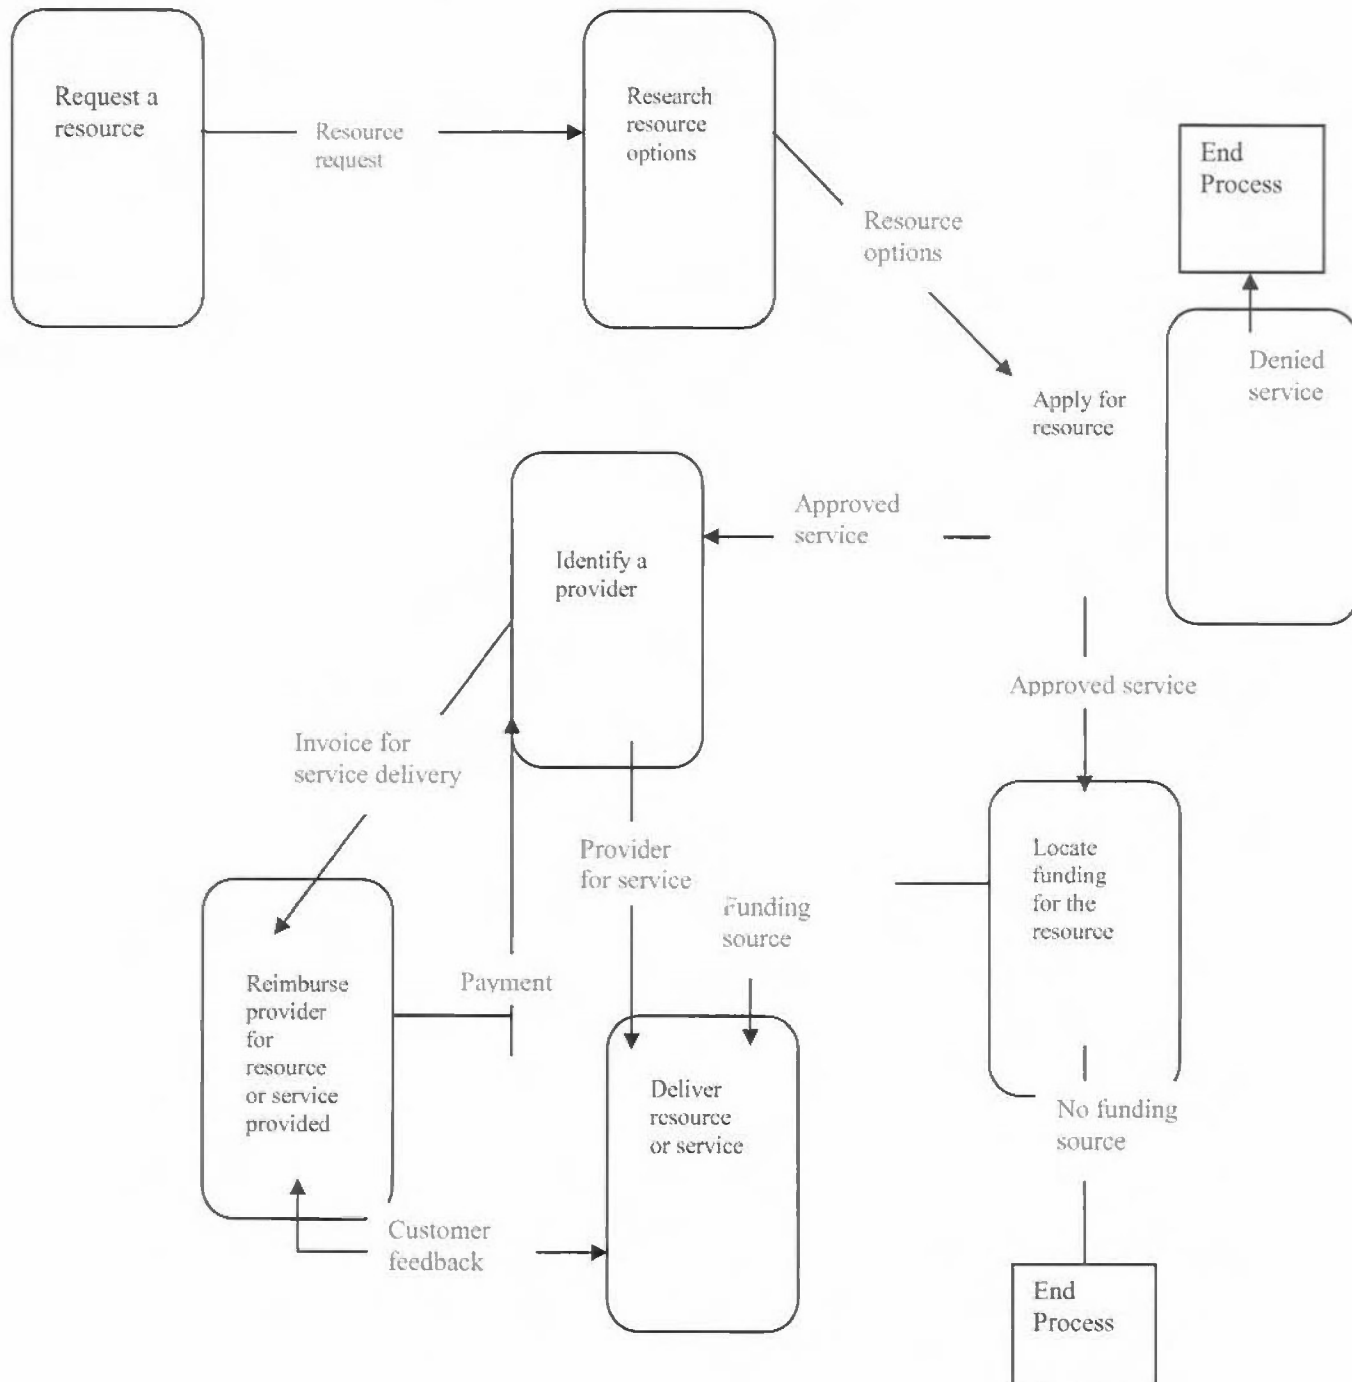 Request a
resource
Resource
request
Research
resource
options
End
Process
Resource
options
Denied
service
Apply for
resource
Approved
service
Identify a
provider
Approved service
Invoice for
service delivery
Provider
for service
Locate
funding
for the
resource
Funding
source
Payment
Reimburse
provider
for
resource
or service
provided
Deliver
resource
or service
No funding
source
Customer
feedback
End
Process